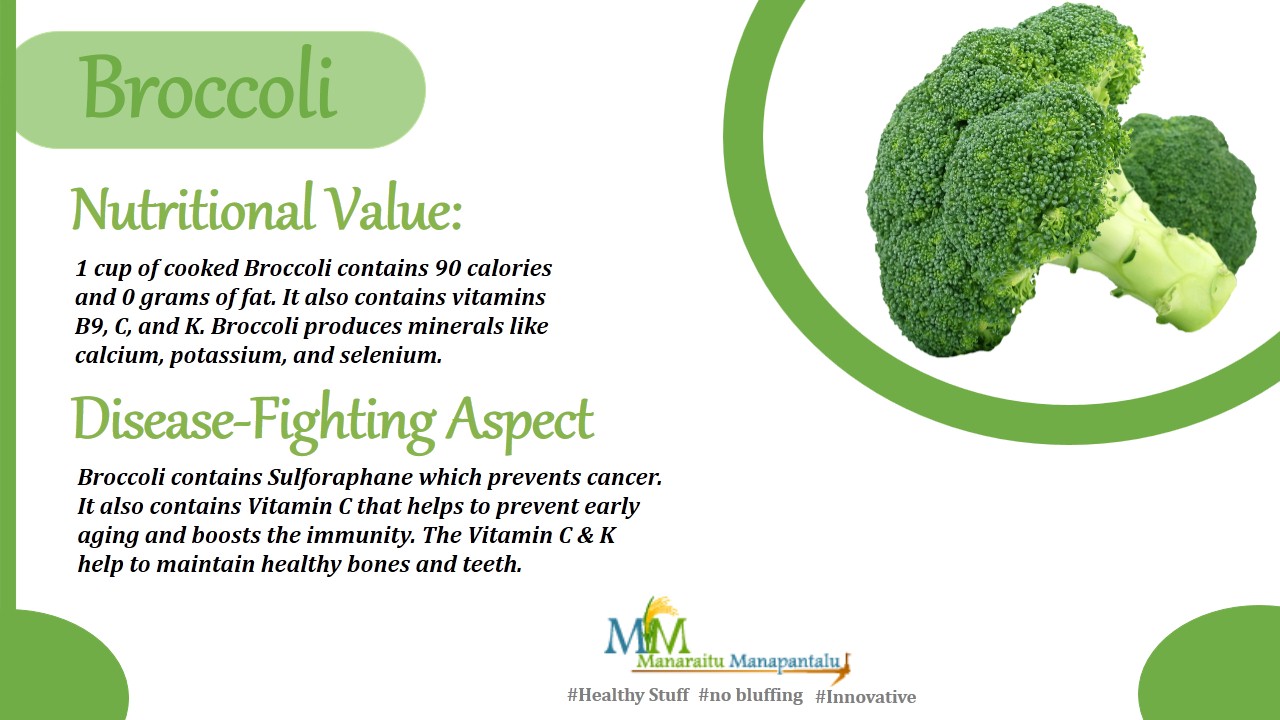 Broccoli
Nutritional Value:
1 cup of cooked Broccoli contains 90 calories
and 0 grams of fat. It also contains vitamins
B9, C, and K. Broccoli produces minerals like
calcium, potassium, and selenium.
Disease-Fighting Aspect
Broccoli contains Sulforaphane which prevents cancer.
It also contains Vitamin C that helps to prevent early
aging and boosts the immunity. The Vitamin C & K
help to maintain healthy bones and teeth.
MM
Manaraitu Manapantalu
#Healthy Stuff #no bluffing #Innovative